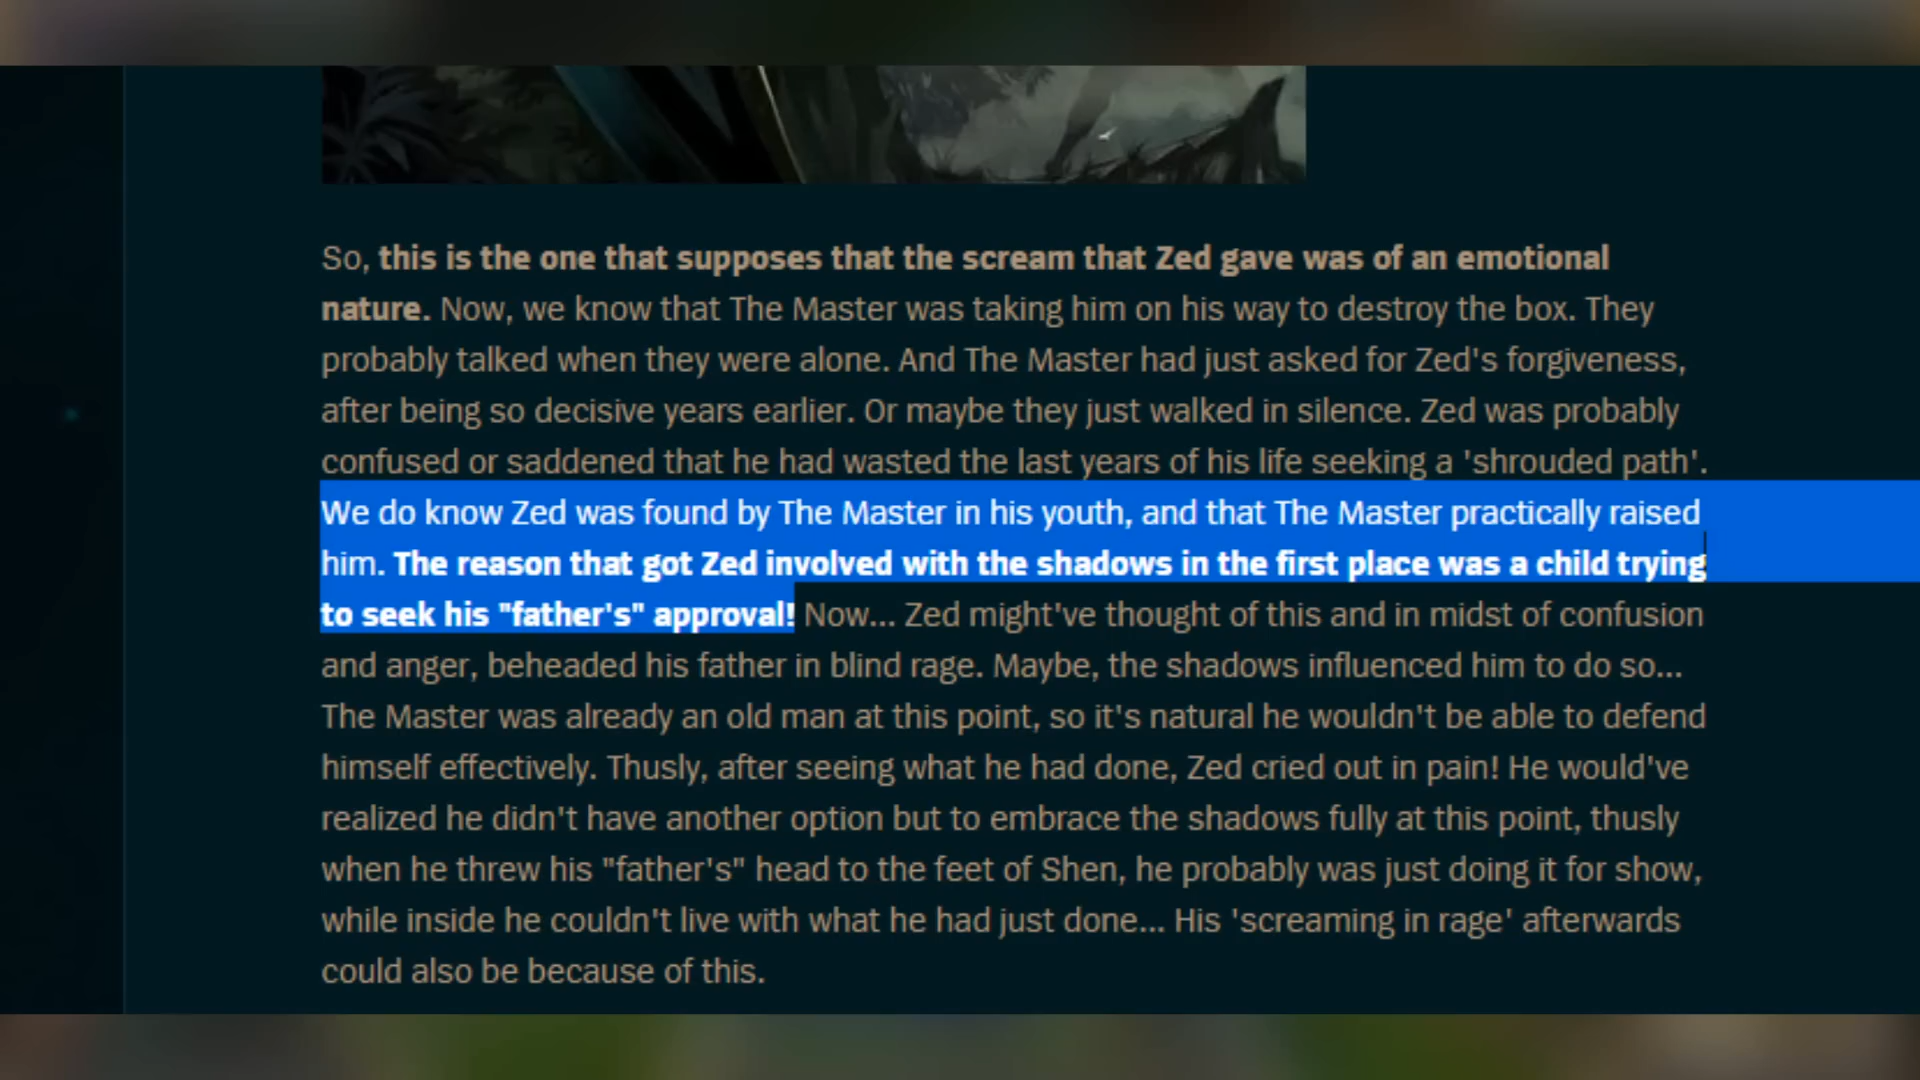 So, this is the one that supposes that the scream that Zed gave was of an emotional
nature. Now, we know that The Master was taking him on his way to destroy the box. They
probably talked when they were alone. And The Master had just asked for Zed's forgiveness,
after being so decisive years earlier. Or maybe they just walked in silence. Zed was probably
confused or saddened that he had wasted the last years of his life seeking a 'shrouded path'.
We do know Zed was found by The Master in his youth, and that The Master practically raised
him. The reason that got Zed involved with the shadows in the first place was a child trying
to seek his "father's" approval! Now... Zed might've thought of this and in midst of confusion
and anger, beheaded his father in blind rage. Maybe, the shadows influenced him to do so...
The Master was already an old man at this point, so it's natural he wouldn't be able to defend
himself effectively. Thusly, after seeing what he had done, Zed cried out in pain! He would've
realized he didn't have another option but to embrace the shadows fully at this point, thusly
when he threw his "father's" head to the feet of Shen, he probably was just doing it for show,
while inside he couldn't live with what he had just done... His 'screaming in rage' afterwards
could also be because of this.